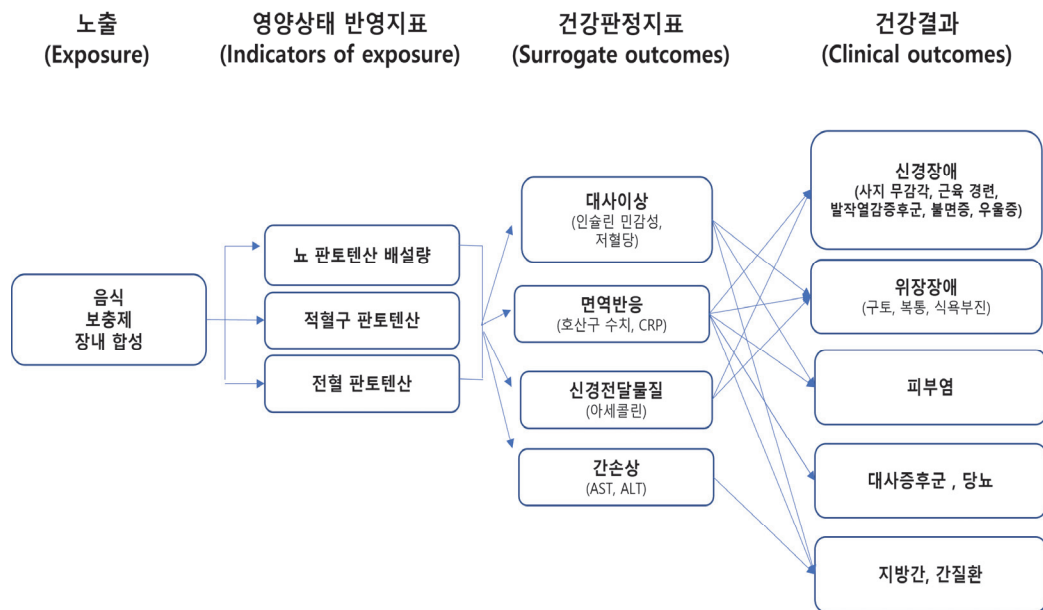 노출
(Exposure)
영양상태 반영지표
(Indicators of exposure)
건강판정지표
(Surrogate outcomes)
건강결과
(Clinical outcomes)
음식
보충제
장내 합성
뇨 판토텐산 배설량
적혈구 판토텐산
전혈 판토텐산
대사이상
(인슐린 민감성,
저혈당)
면역반응
(호산구 수치, CRP)
신경전달물질
(아세콜린)
간손상
(AST, ALT)
신경장애
(사지 무감각, 근육 경련,
발작열감증후군, 불면증, 우울증)
위장장애
(구토, 복통, 식욕부진)
피부염
대사증후군 , 당뇨
지방간, 간질환